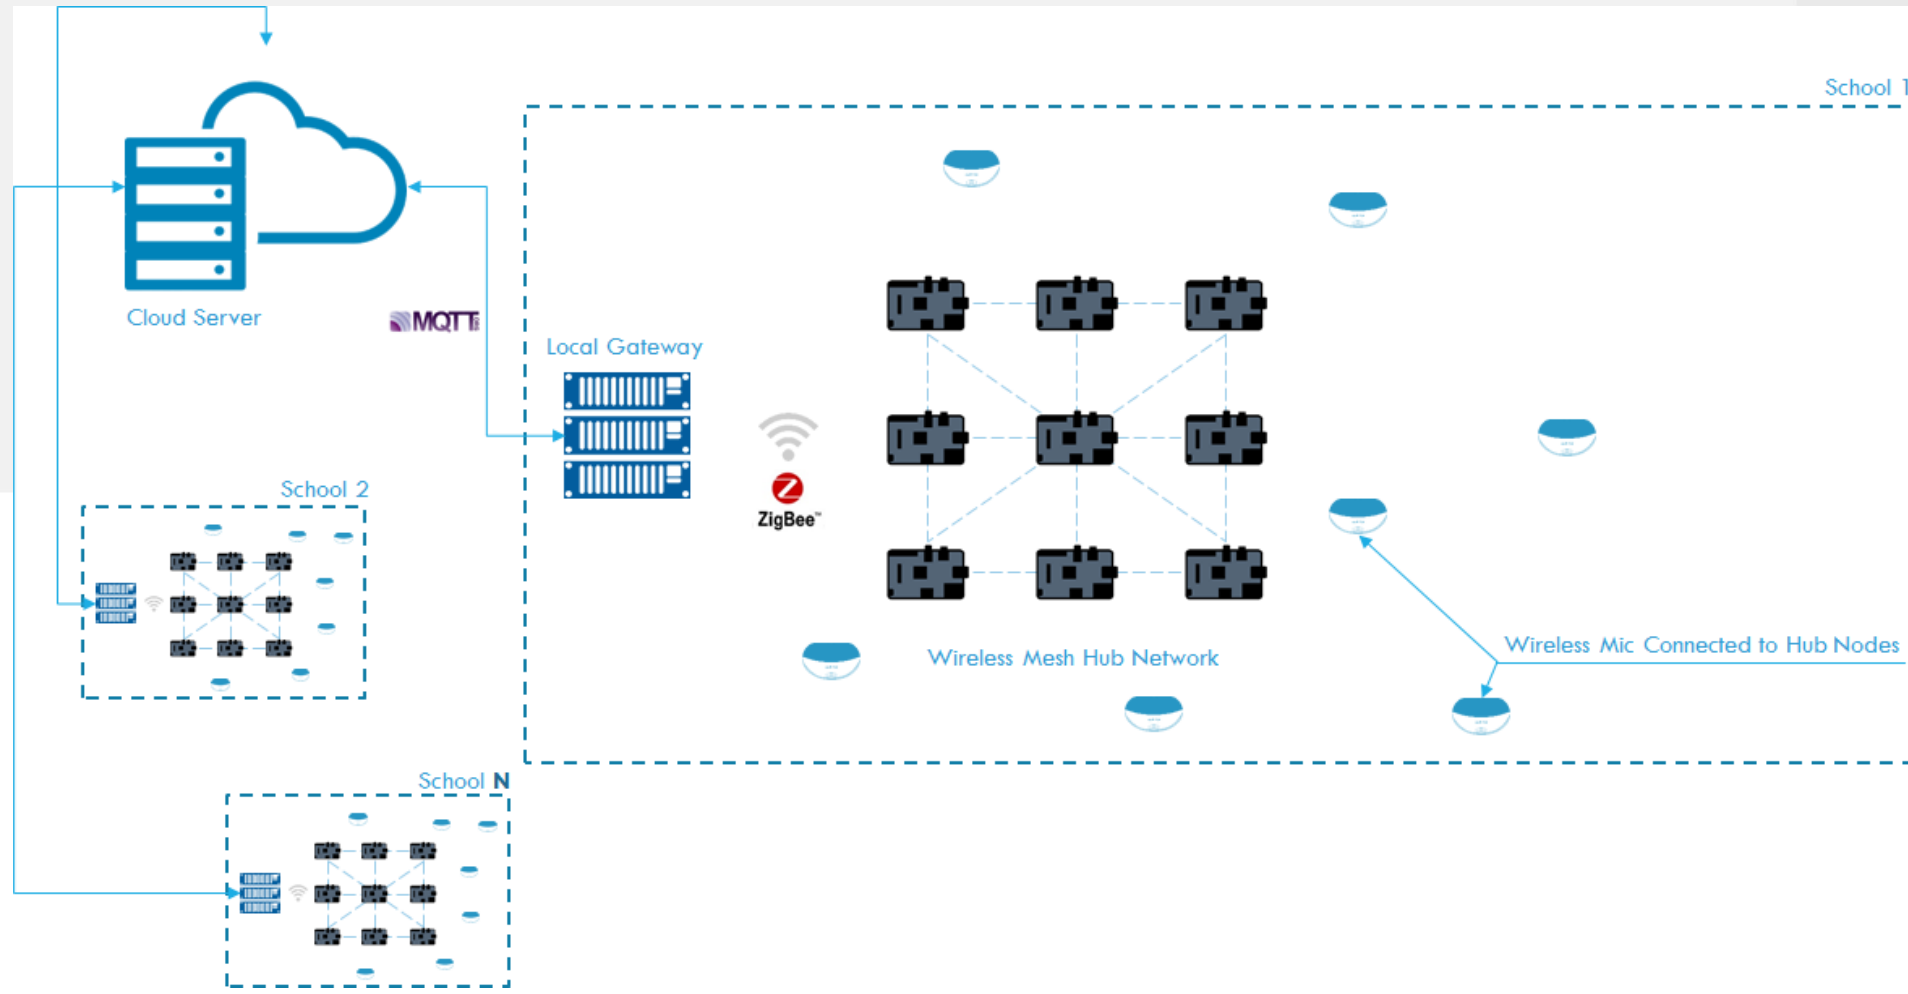 School 1
Cloud Server
MQTT
Local Gateway
ZigBee™
School 2
Wireless Mesh Hub Network
Wireless Mic Connected to Hub Nodes
School N